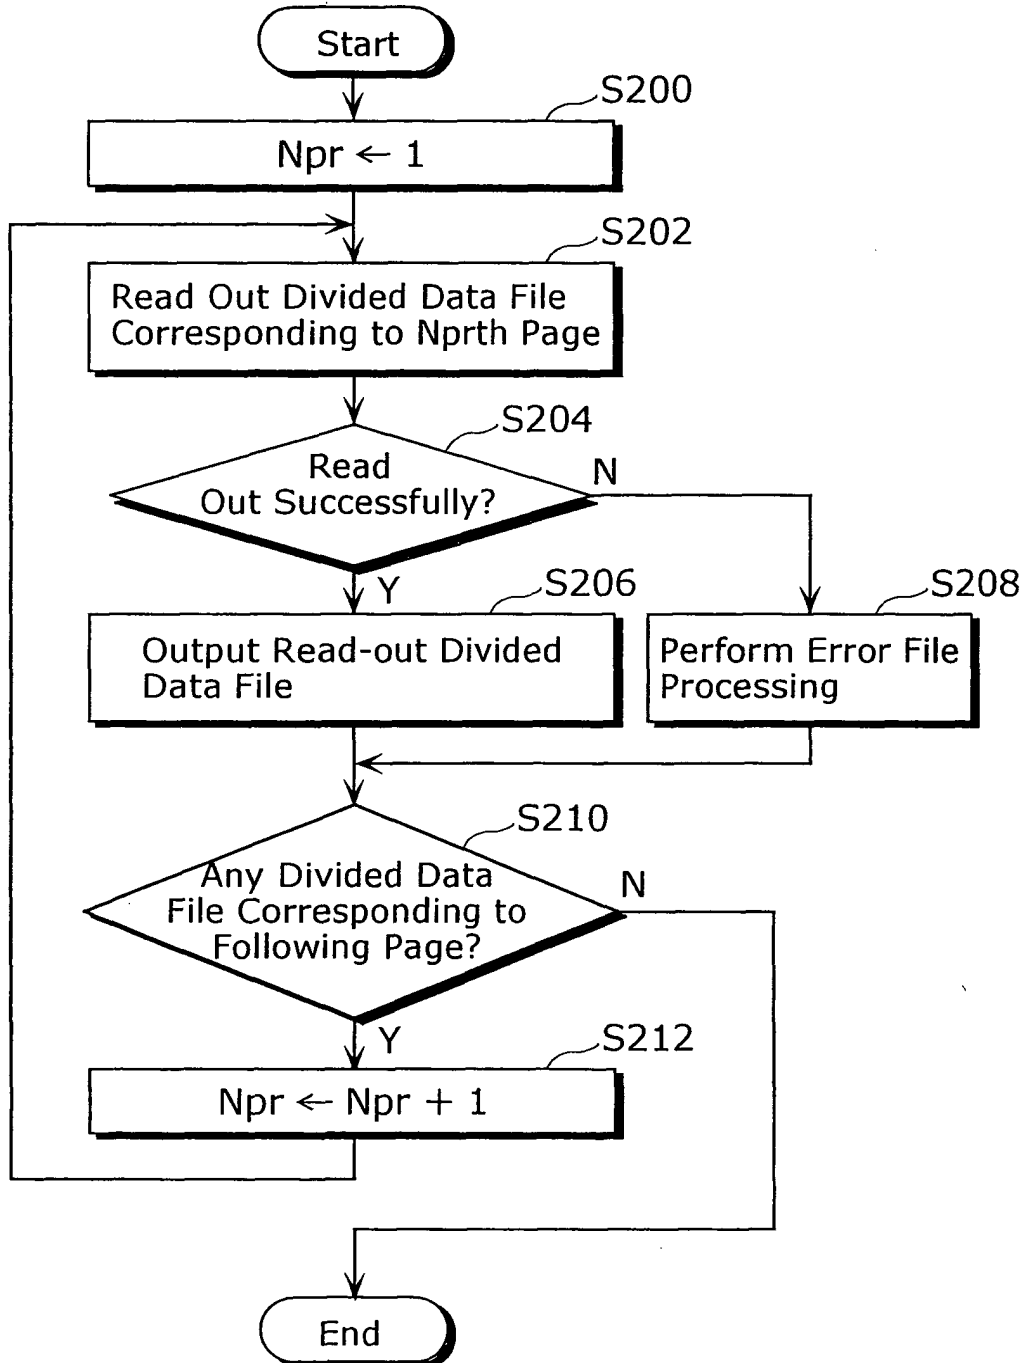 Start
S200
Npr ← 1
S202
Read Out Divided Data File
Corresponding to Nprth Page
S204
Read
Out Successfully?
N
Y
S206
S208
Output Read-out Divided
Data File
Perform Error File
Processing
S210
Any Divided Data
File Corresponding to
Following Page?
N
Y
S212
Npr ← Npr + 1
End